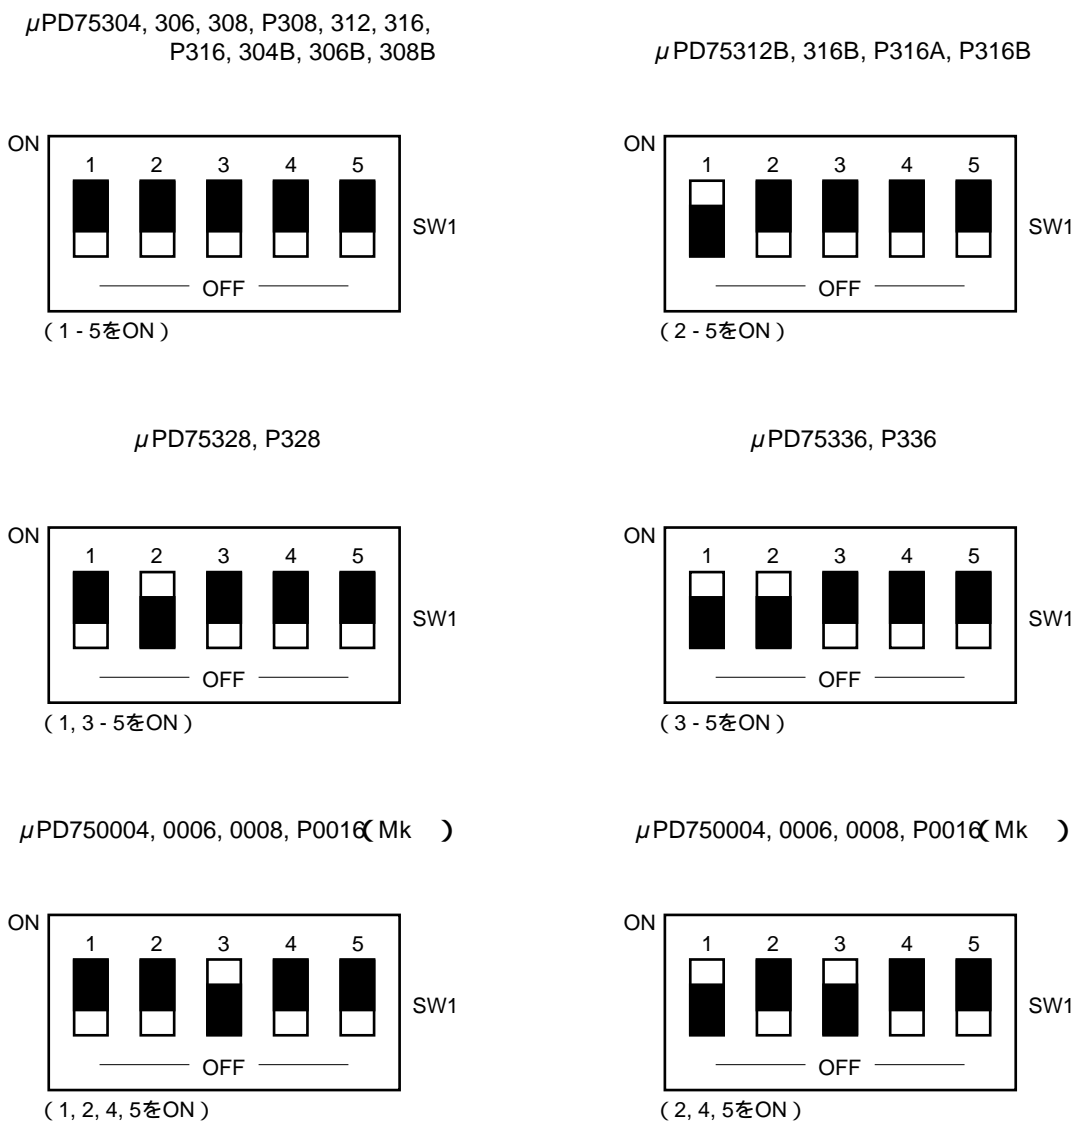 μPD75304, 306, 308, P308, 312, 316,
P316, 304B, 306B, 308B
ON
1 2 3 4 5
SW1
OFF
(1 - 5をON)
μPD75312B, 316B, P316A, P316B
ON
1 2 3 4 5
SW1
OFF
(2 - 5をON)
μPD75328, P328
ON
1 2 3 4 5
SW1
OFF
(1, 3 - 5をON)
μPD75336, P336
ON
1 2 3 4 5
SW1
OFF
(3 - 5をON)
μPD750004, 0006, 0008, P0016(Mk )
ON
1 2 3 4 5
SW1
OFF
(1, 2, 4, 5をON)
μPD750004, 0006, 0008, P0016(Mk )
ON
1 2 3 4 5
SW1
OFF
(2, 4, 5をON)